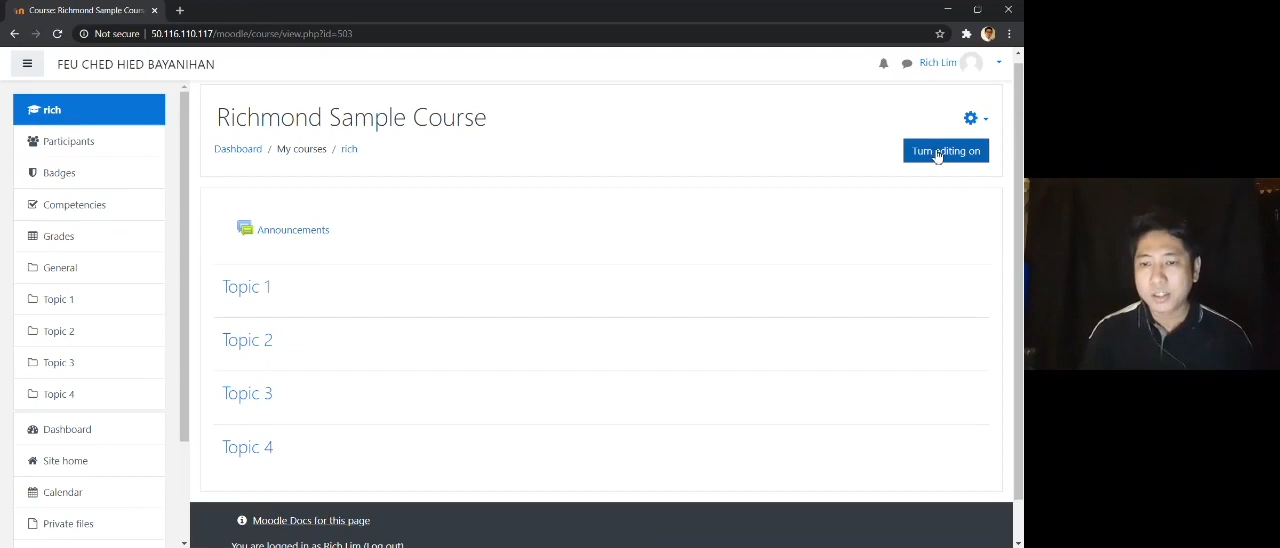 Course: Richmond Sample Cours
Not secure
50.116.110.117/moodle/course/view.php?id=503
FEU CHED HIED BAYANIHAN
Rich Lim
rich
Participants
Badges
Competencies
Grades
General
Topic 1
Topic 2
Topic 3
Topic 4
Dashboard
Site home
Calendar
Private files
Richmond Sample Course
Dashboard / My courses / rich
Turn editing on
Announcements
Topic 1
Topic 2
Topic 3
Topic 4
Moodle Docs for this page
You are logged in as Rich Lim (Log out)